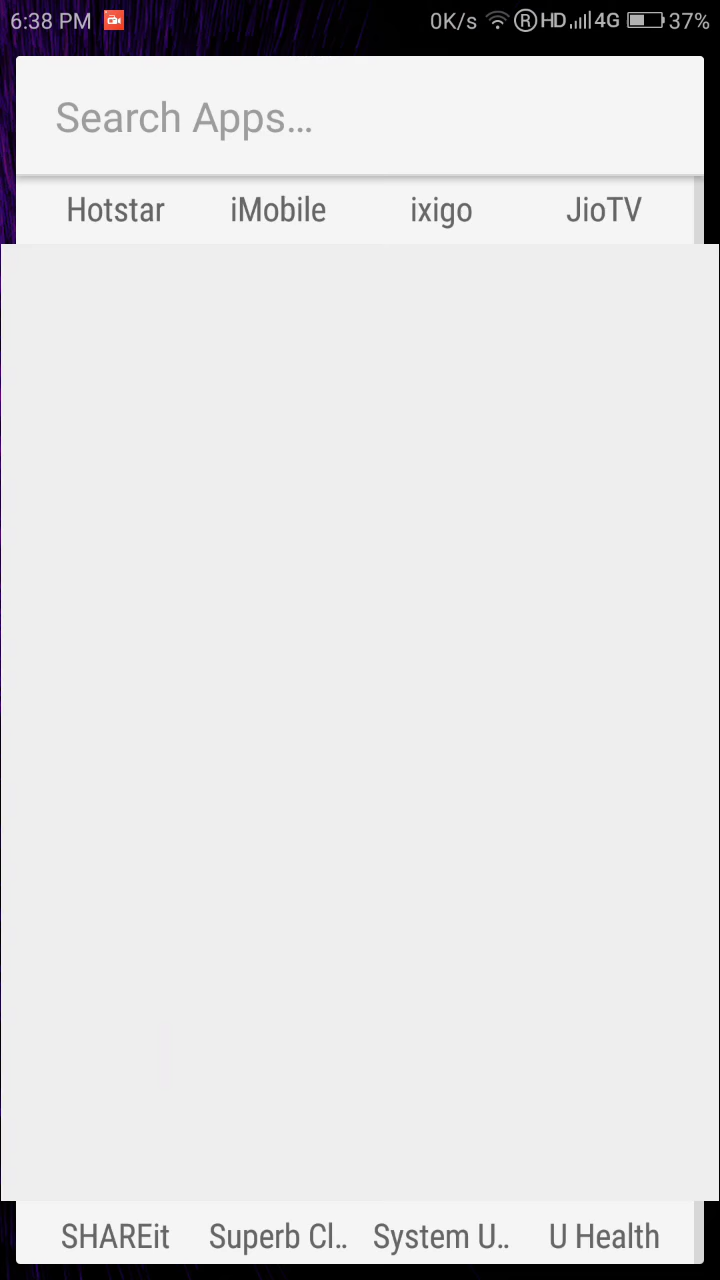 6:38 PM 0K/s R HD 4G 37%
Search Apps...
Hotstar iMobile ixigo JioTV
SHAREit Superb Cl.. System U.. U Health